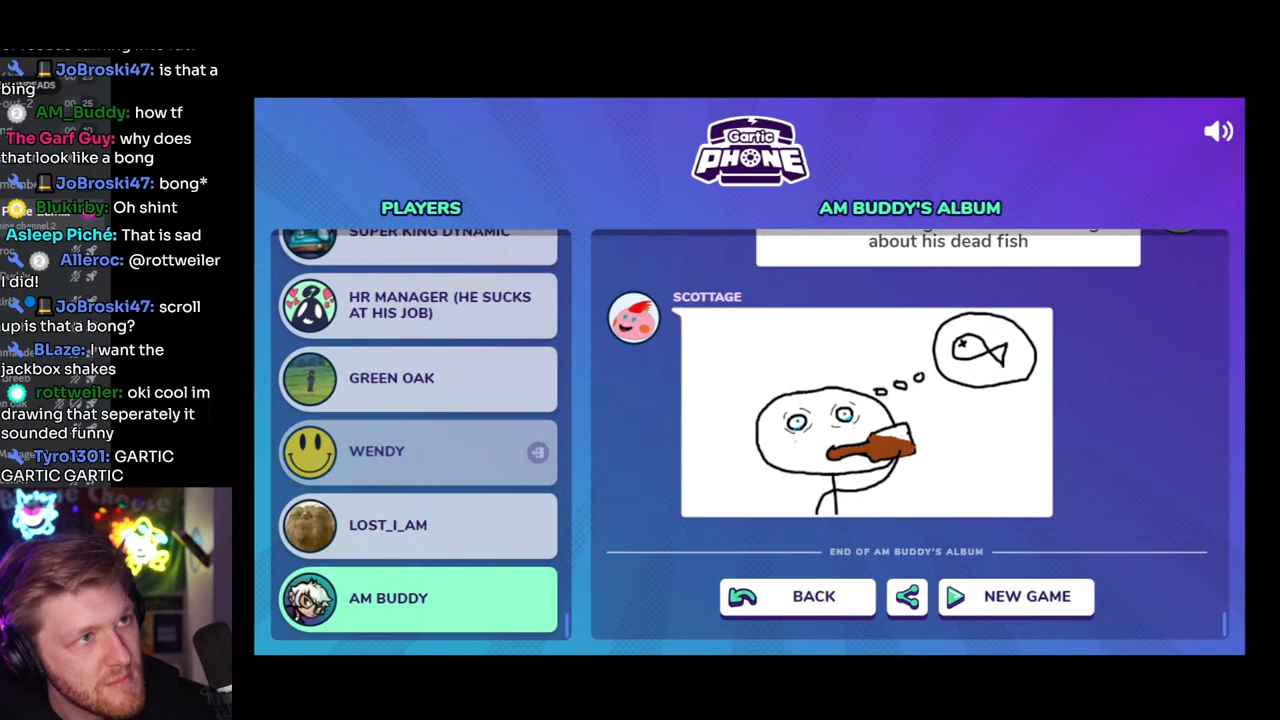 JoBroski47: is that a
bing
AM_Buddy: how tf
The Garf Guy: why does
that look like a bong
JoBroski47: bong*
Blukirby: Oh shint
Asleep Piché: That is sad
Alleroc: @rottweiler
I did!
JoBroski47: scroll
up is that a bong?
BLaze: I want the
jackbox shakes
rottweiler: oki cool im
drawing that seperately it
sounded funny
Tyro1301: GARTIC
GARTIC GARTIC
Gartic
PHONE
PLAYERS
SUPER KING DYNAMIC
HR MANAGER (HE SUCKS
AT HIS JOB)
GREEN OAK
WENDY
LOST_I_AM
AM BUDDY
AM BUDDY'S ALBUM
about his dead fish
SCOTTAGE
END OF AM BUDDY'S ALBUM
BACK
NEW GAME